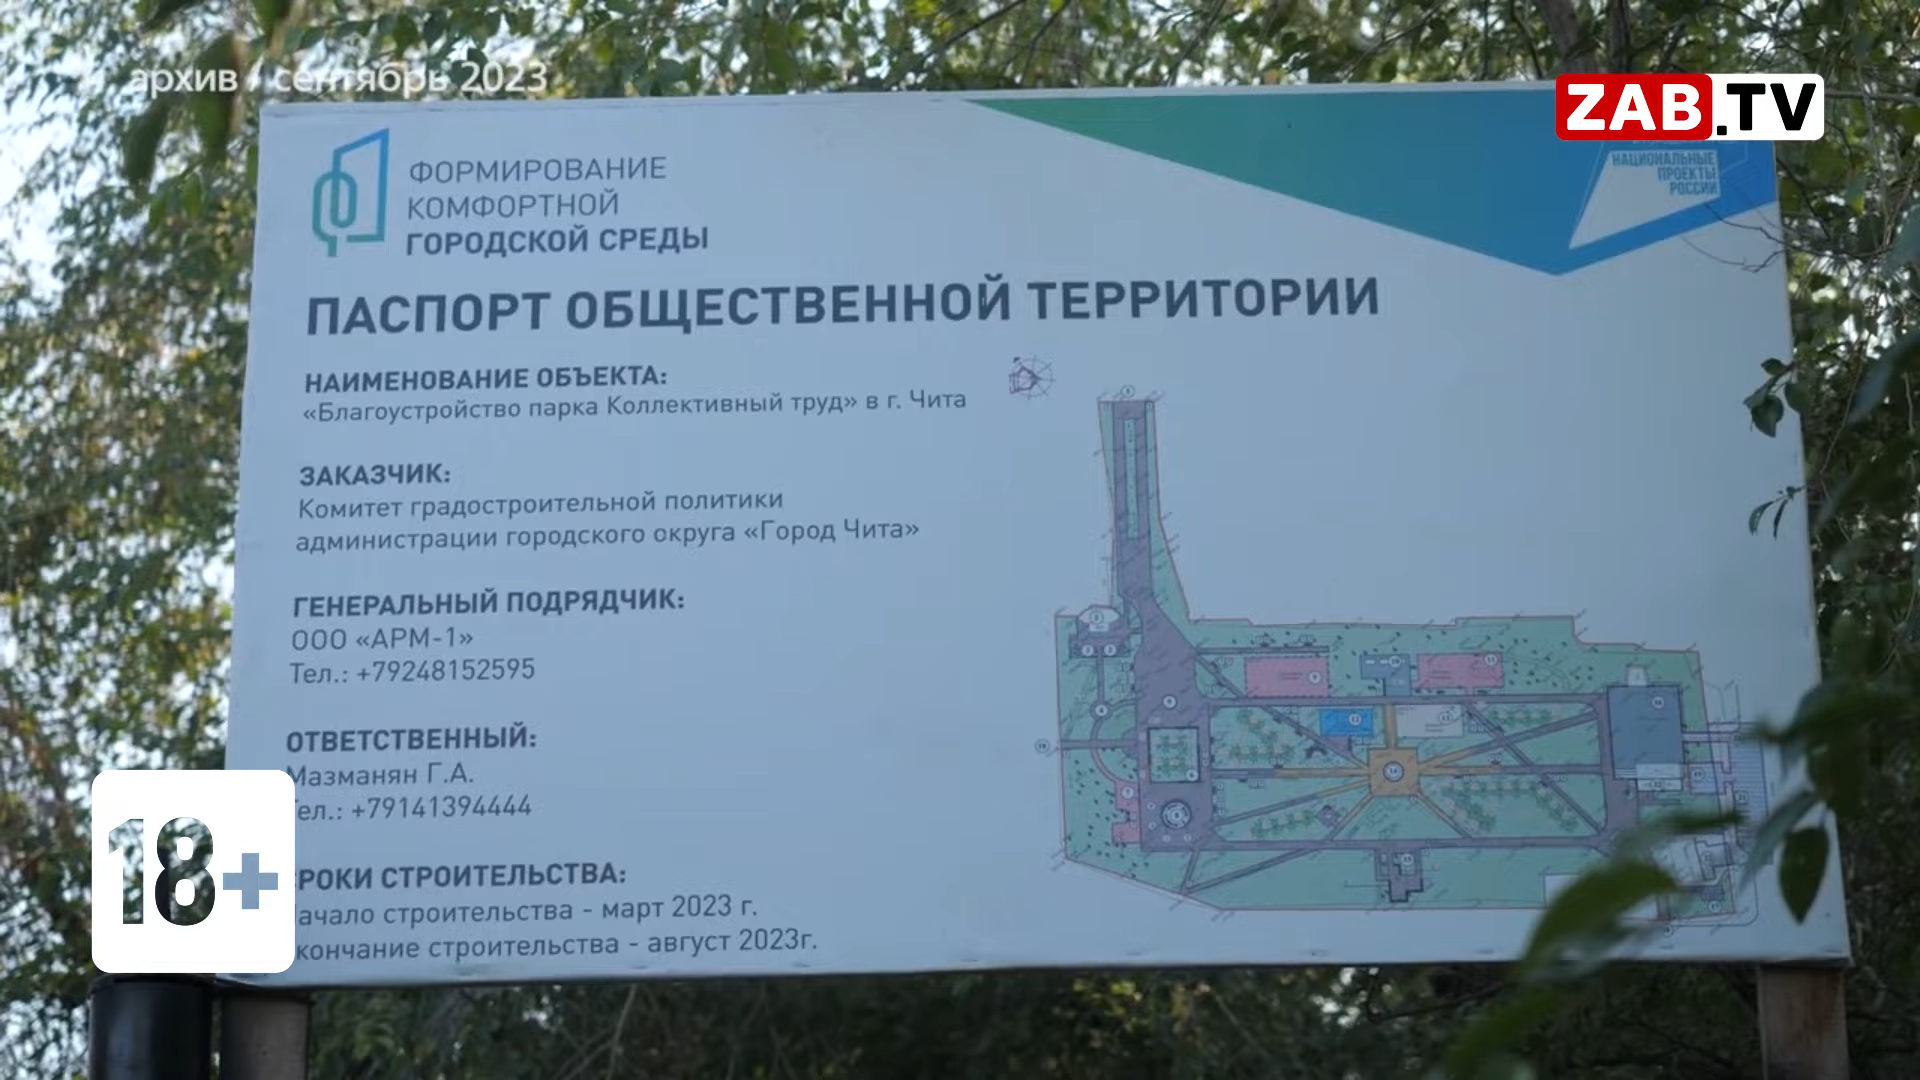 архив / сентябрь 2023
ZAB.TV
НАЦИОНАЛЬНЫЕ
ПРОЕКТЫ
РОССИИ
ФОРМИРОВАНИЕ
КОМФОРТНОЙ
ГОРОДСКОЙ СРЕДЫ
ПАСПОРТ ОБЩЕСТВЕННОЙ ТЕРРИТОРИИ
НАИМЕНОВАНИЕ ОБЪЕКТА:
«Благоустройство парка Коллективный труд» в г. Чита
ЗАКАЗЧИК:
Комитет градостроительной политики
администрации городского округа «Город Чита»
ГЕНЕРАЛЬНЫЙ ПОДРЯДЧИК:
ООО «АРМ-1»
Тел.: +79248152595
ОТВЕТСТВЕННЫЙ:
Мазманян Г.А.
ел.: +79141394444
РОКИ СТРОИТЕЛЬСТВА:
ачало строительства - март 2023 г.
кончание строительства - август 2023г.
18+